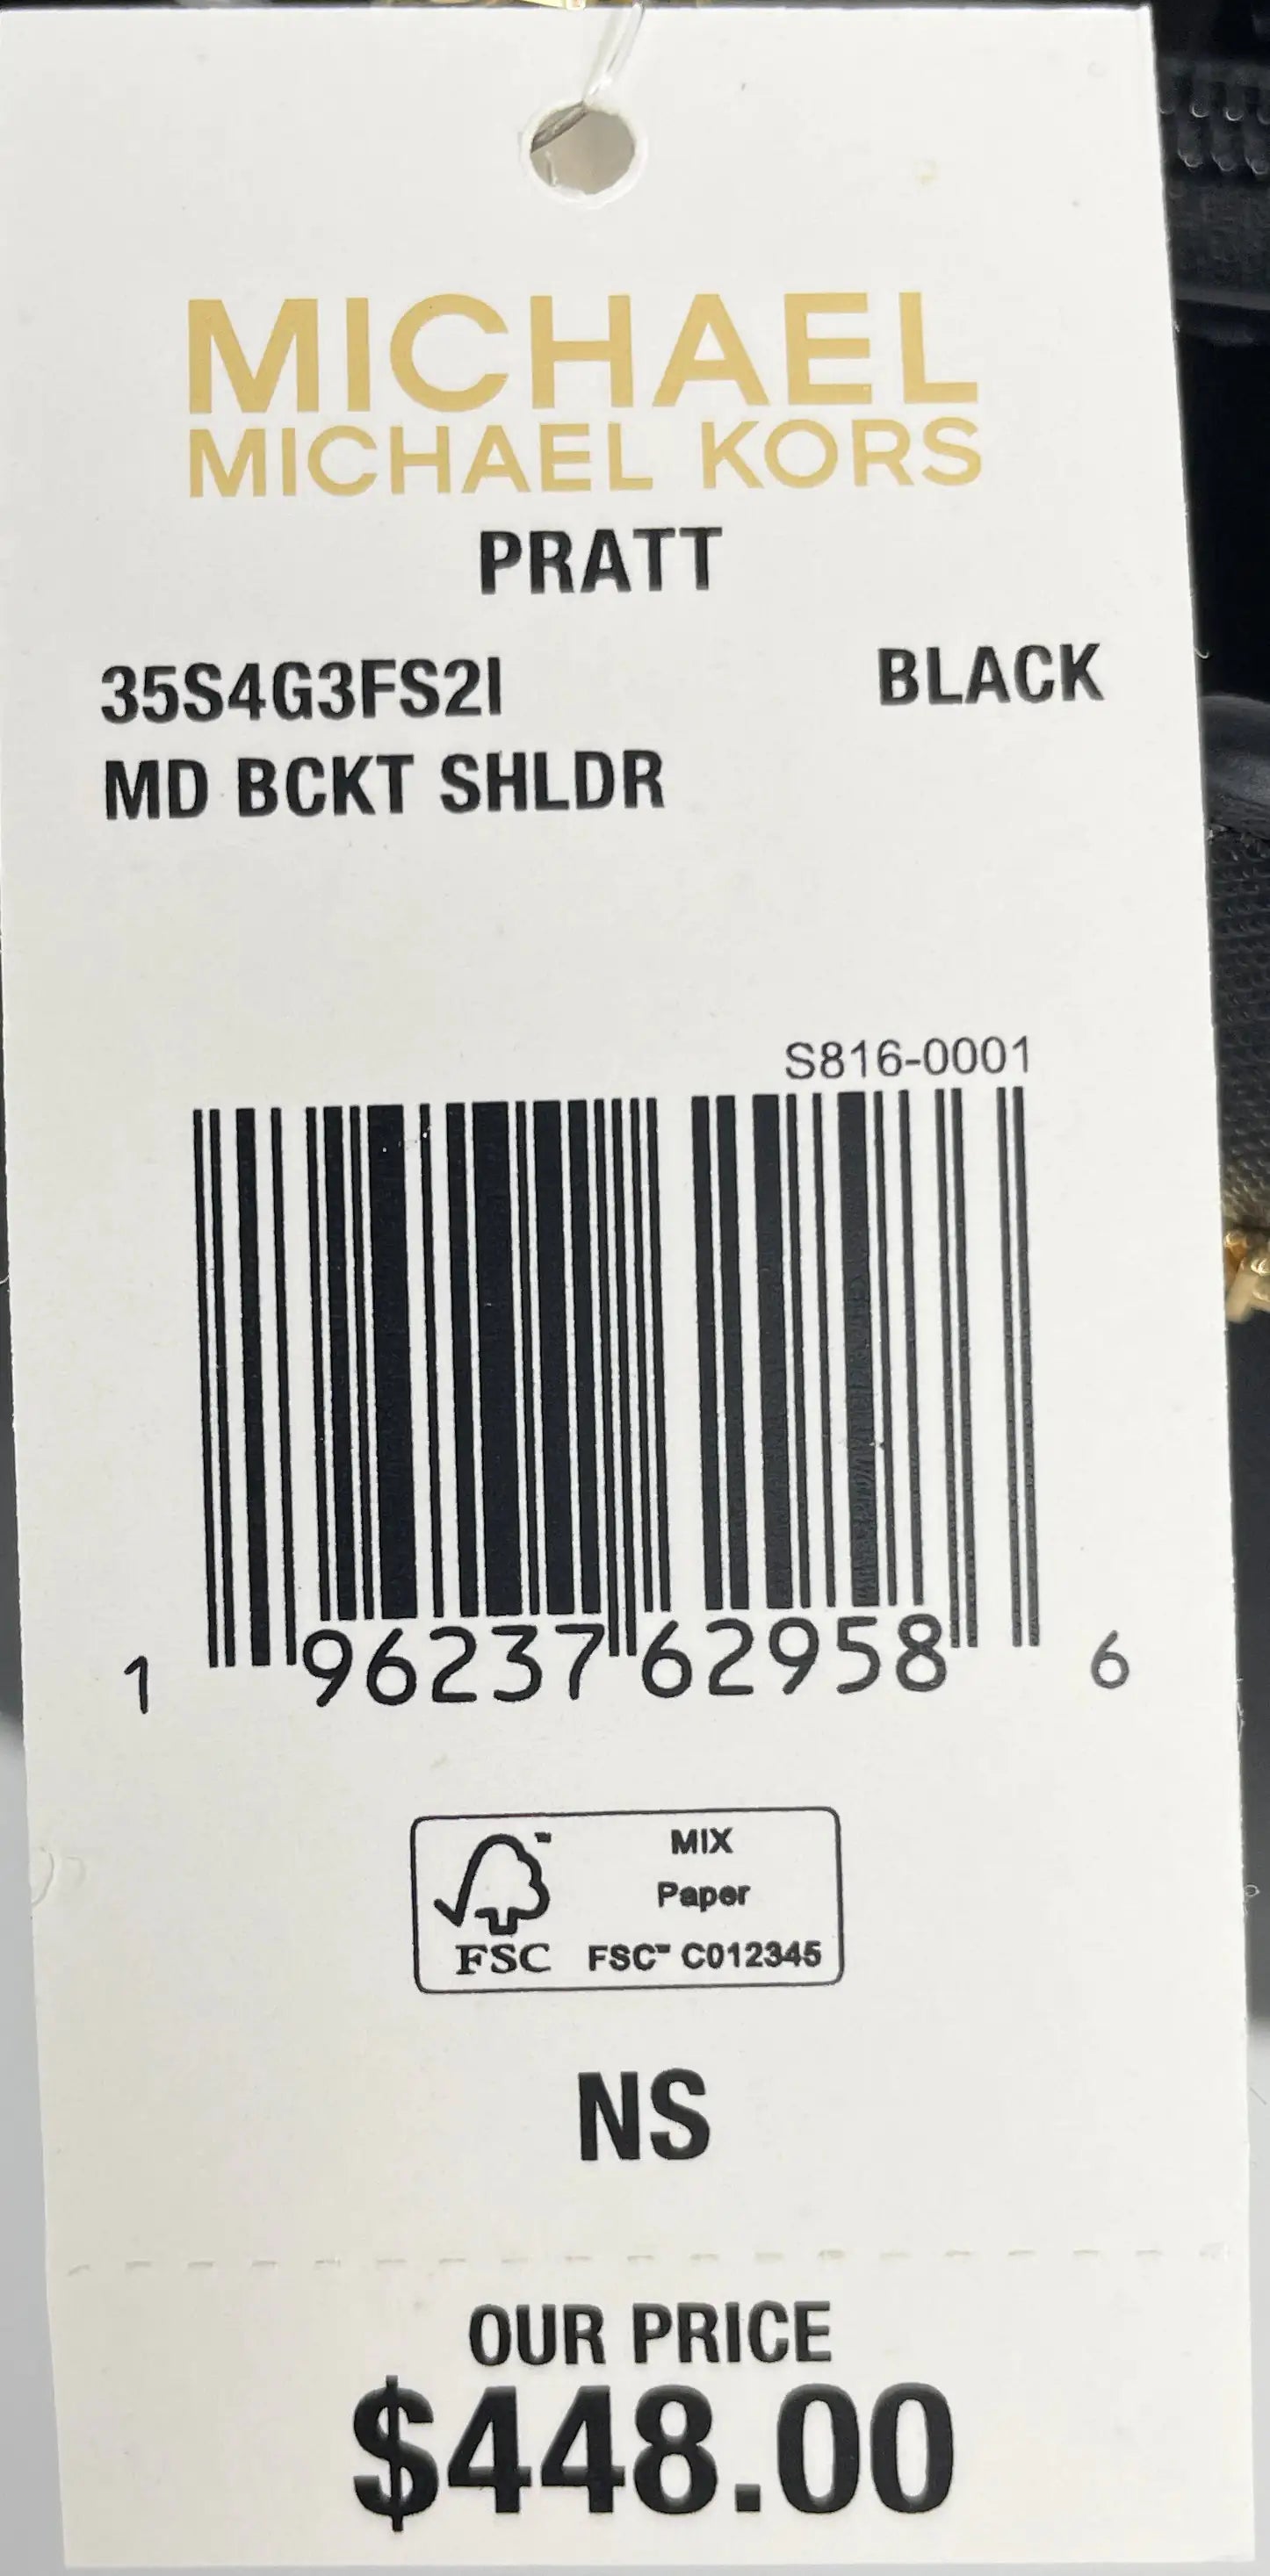 MICHAEL
MICHAEL KORS
PRATT
35S4G3FS2I BLACK
MD BCKT SHLDR
S816-0001
1 96237 62958 6
MIX
Paper
FSC FSC™ C012345
NS
OUR PRICE
$448.00